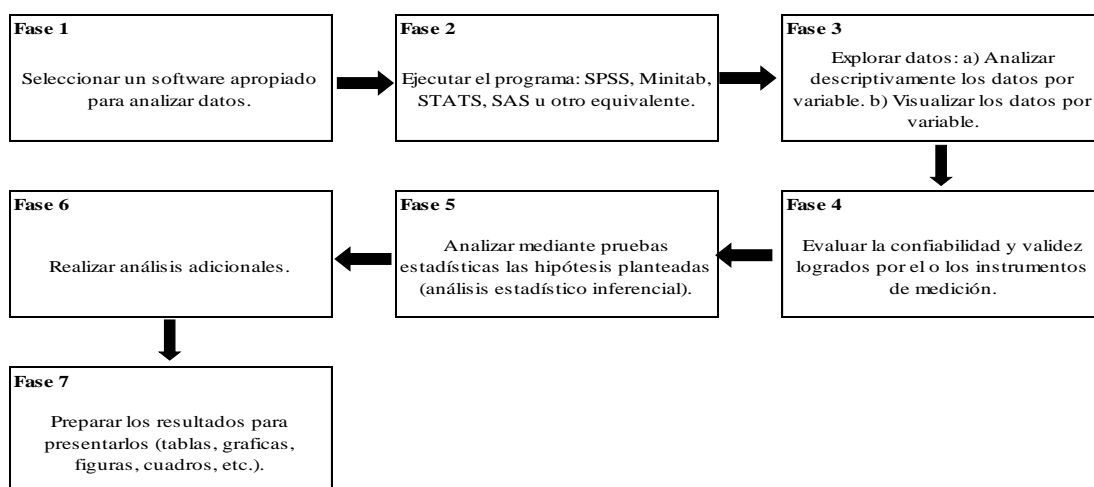 Fase 1
Seleccionar un software apropiado
para analizar datos.
Fase 2
Ejecutar el programa: SPSS, Minitab,
STATS, SAS u otro equivalente.
Fase 3
Explorar datos: a) Analizar
descriptivamente los datos por
variable. b) Visualizar los datos por
variable.
Fase 4
Evaluar la confiabilidad y validez
logrados por el o los instrumentos
de medición.
Fase 5
Analizar mediante pruebas
estadísticas las hipótesis planteadas
(análisis estadístico inferencial).
Fase 6
Realizar análisis adicionales.
Fase 7
Preparar los resultados para
presentarlos (tablas, graficas,
figuras, cuadros, etc.).